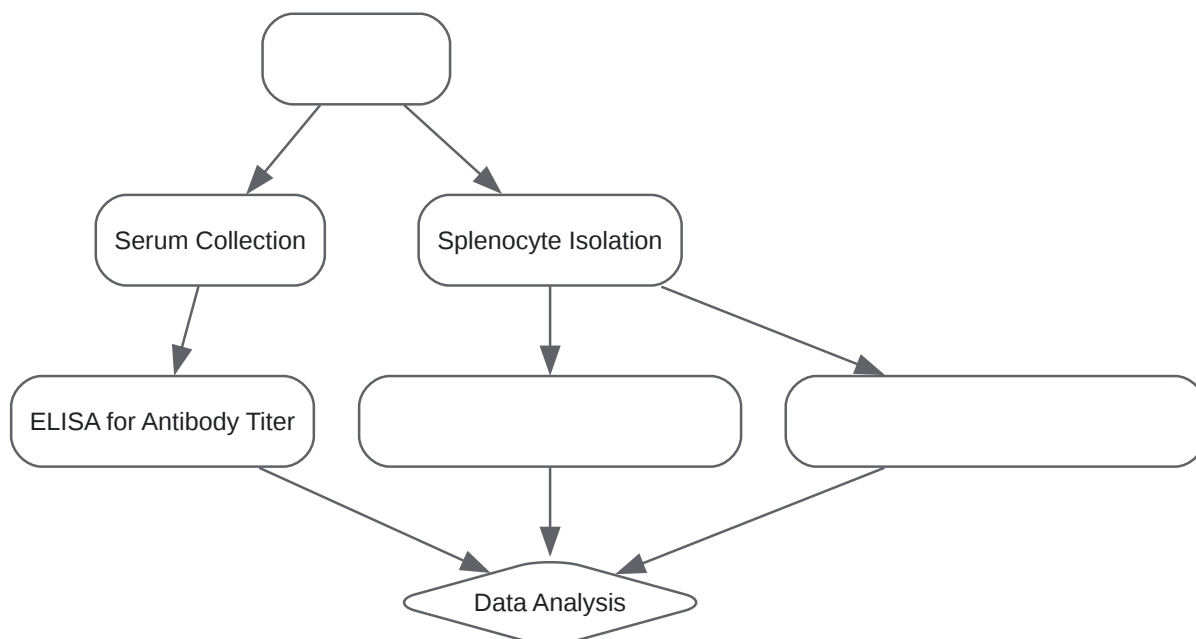 Serum Collection
Splenocyte Isolation
ELISA for Antibody Titer
Data Analysis